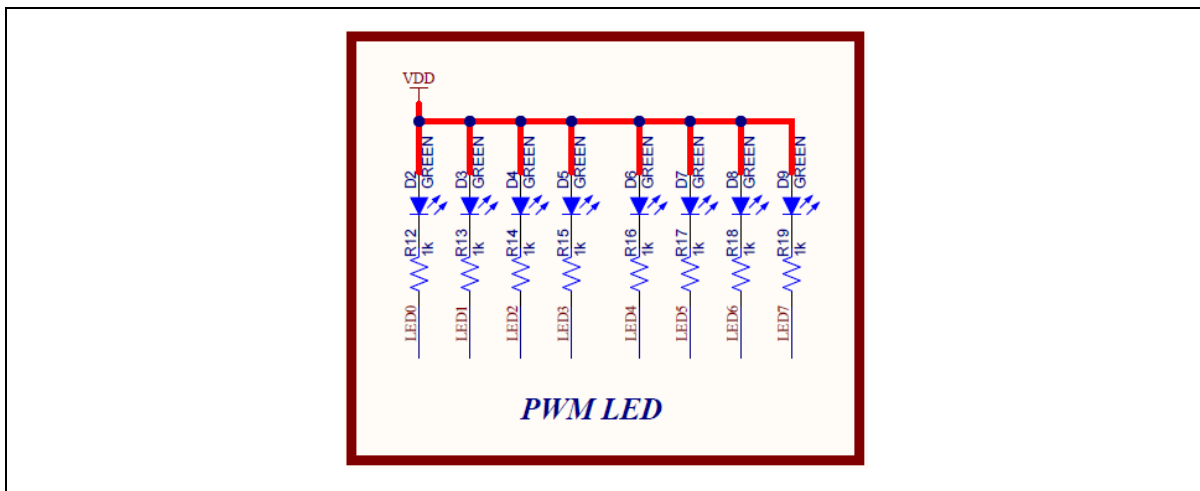 VDD
D2 GREEN
D3 GREEN
D4 GREEN
D5 GREEN
D6 GREEN
D7 GREEN
D8 GREEN
D9 GREEN
R12 1k
R13 1k
R14 1k
R15 1k
R16 1k
R17 1k
R18 1k
R19 1k
LED0
LED1
LED2
LED3
LED4
LED5
LED6
LED7
PWM LED